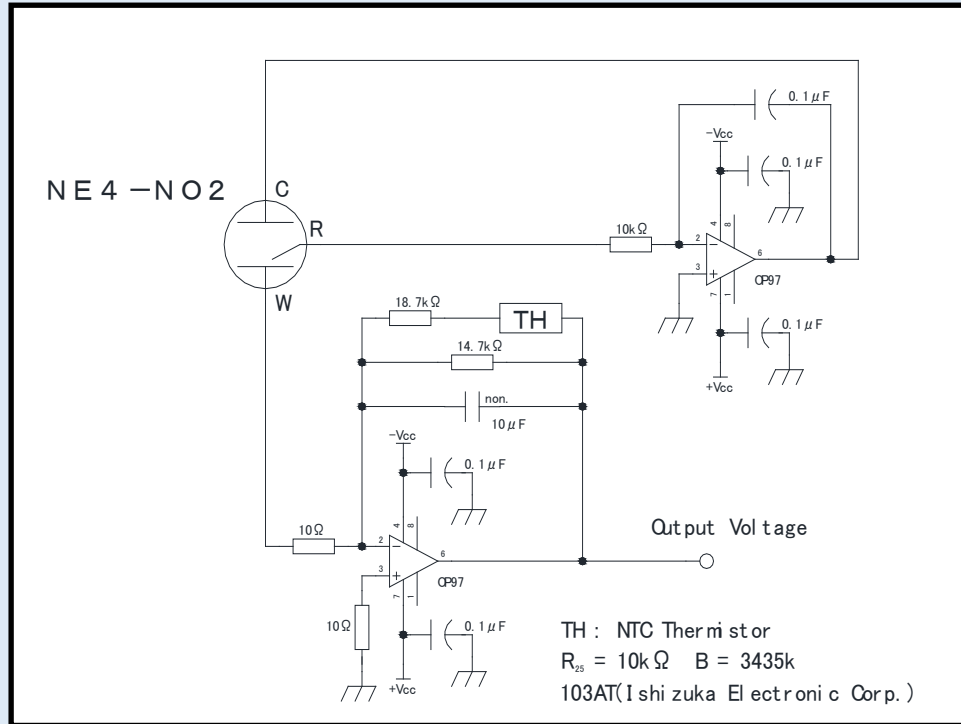 0.1μF
-Vcc
0.1μF
NE4-NO2
C
R
10kΩ
4
8
2
6
3
OP97
W
7
1
18.7kΩ
TH
0.1μF
14.7kΩ
+Vcc
non.
10μF
-Vcc
0.1μF
4
8
Output Voltage
10Ω
2
6
3
OP97
7
1
10Ω
0.1μF
TH : NTC Thermistor
R₂₅ = 10kΩ B = 3435k
+Vcc
103AT(Ishizuka Electronic Corp.)